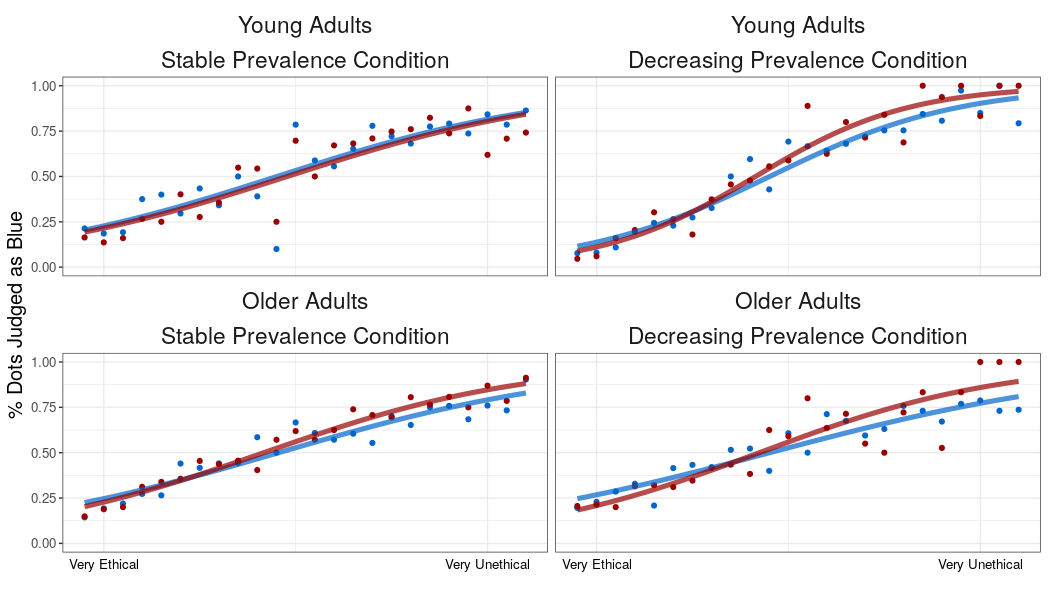 Young Adults
Stable Prevalence Condition
Young Adults
Decreasing Prevalence Condition
1.00
0.75
0.50
0.25
0.00
% Dots Judged as Blue
Older Adults
Stable Prevalence Condition
Older Adults
Decreasing Prevalence Condition
1.00
0.75
0.50
0.25
0.00
Very Ethical
Very Unethical
Very Ethical
Very Unethical